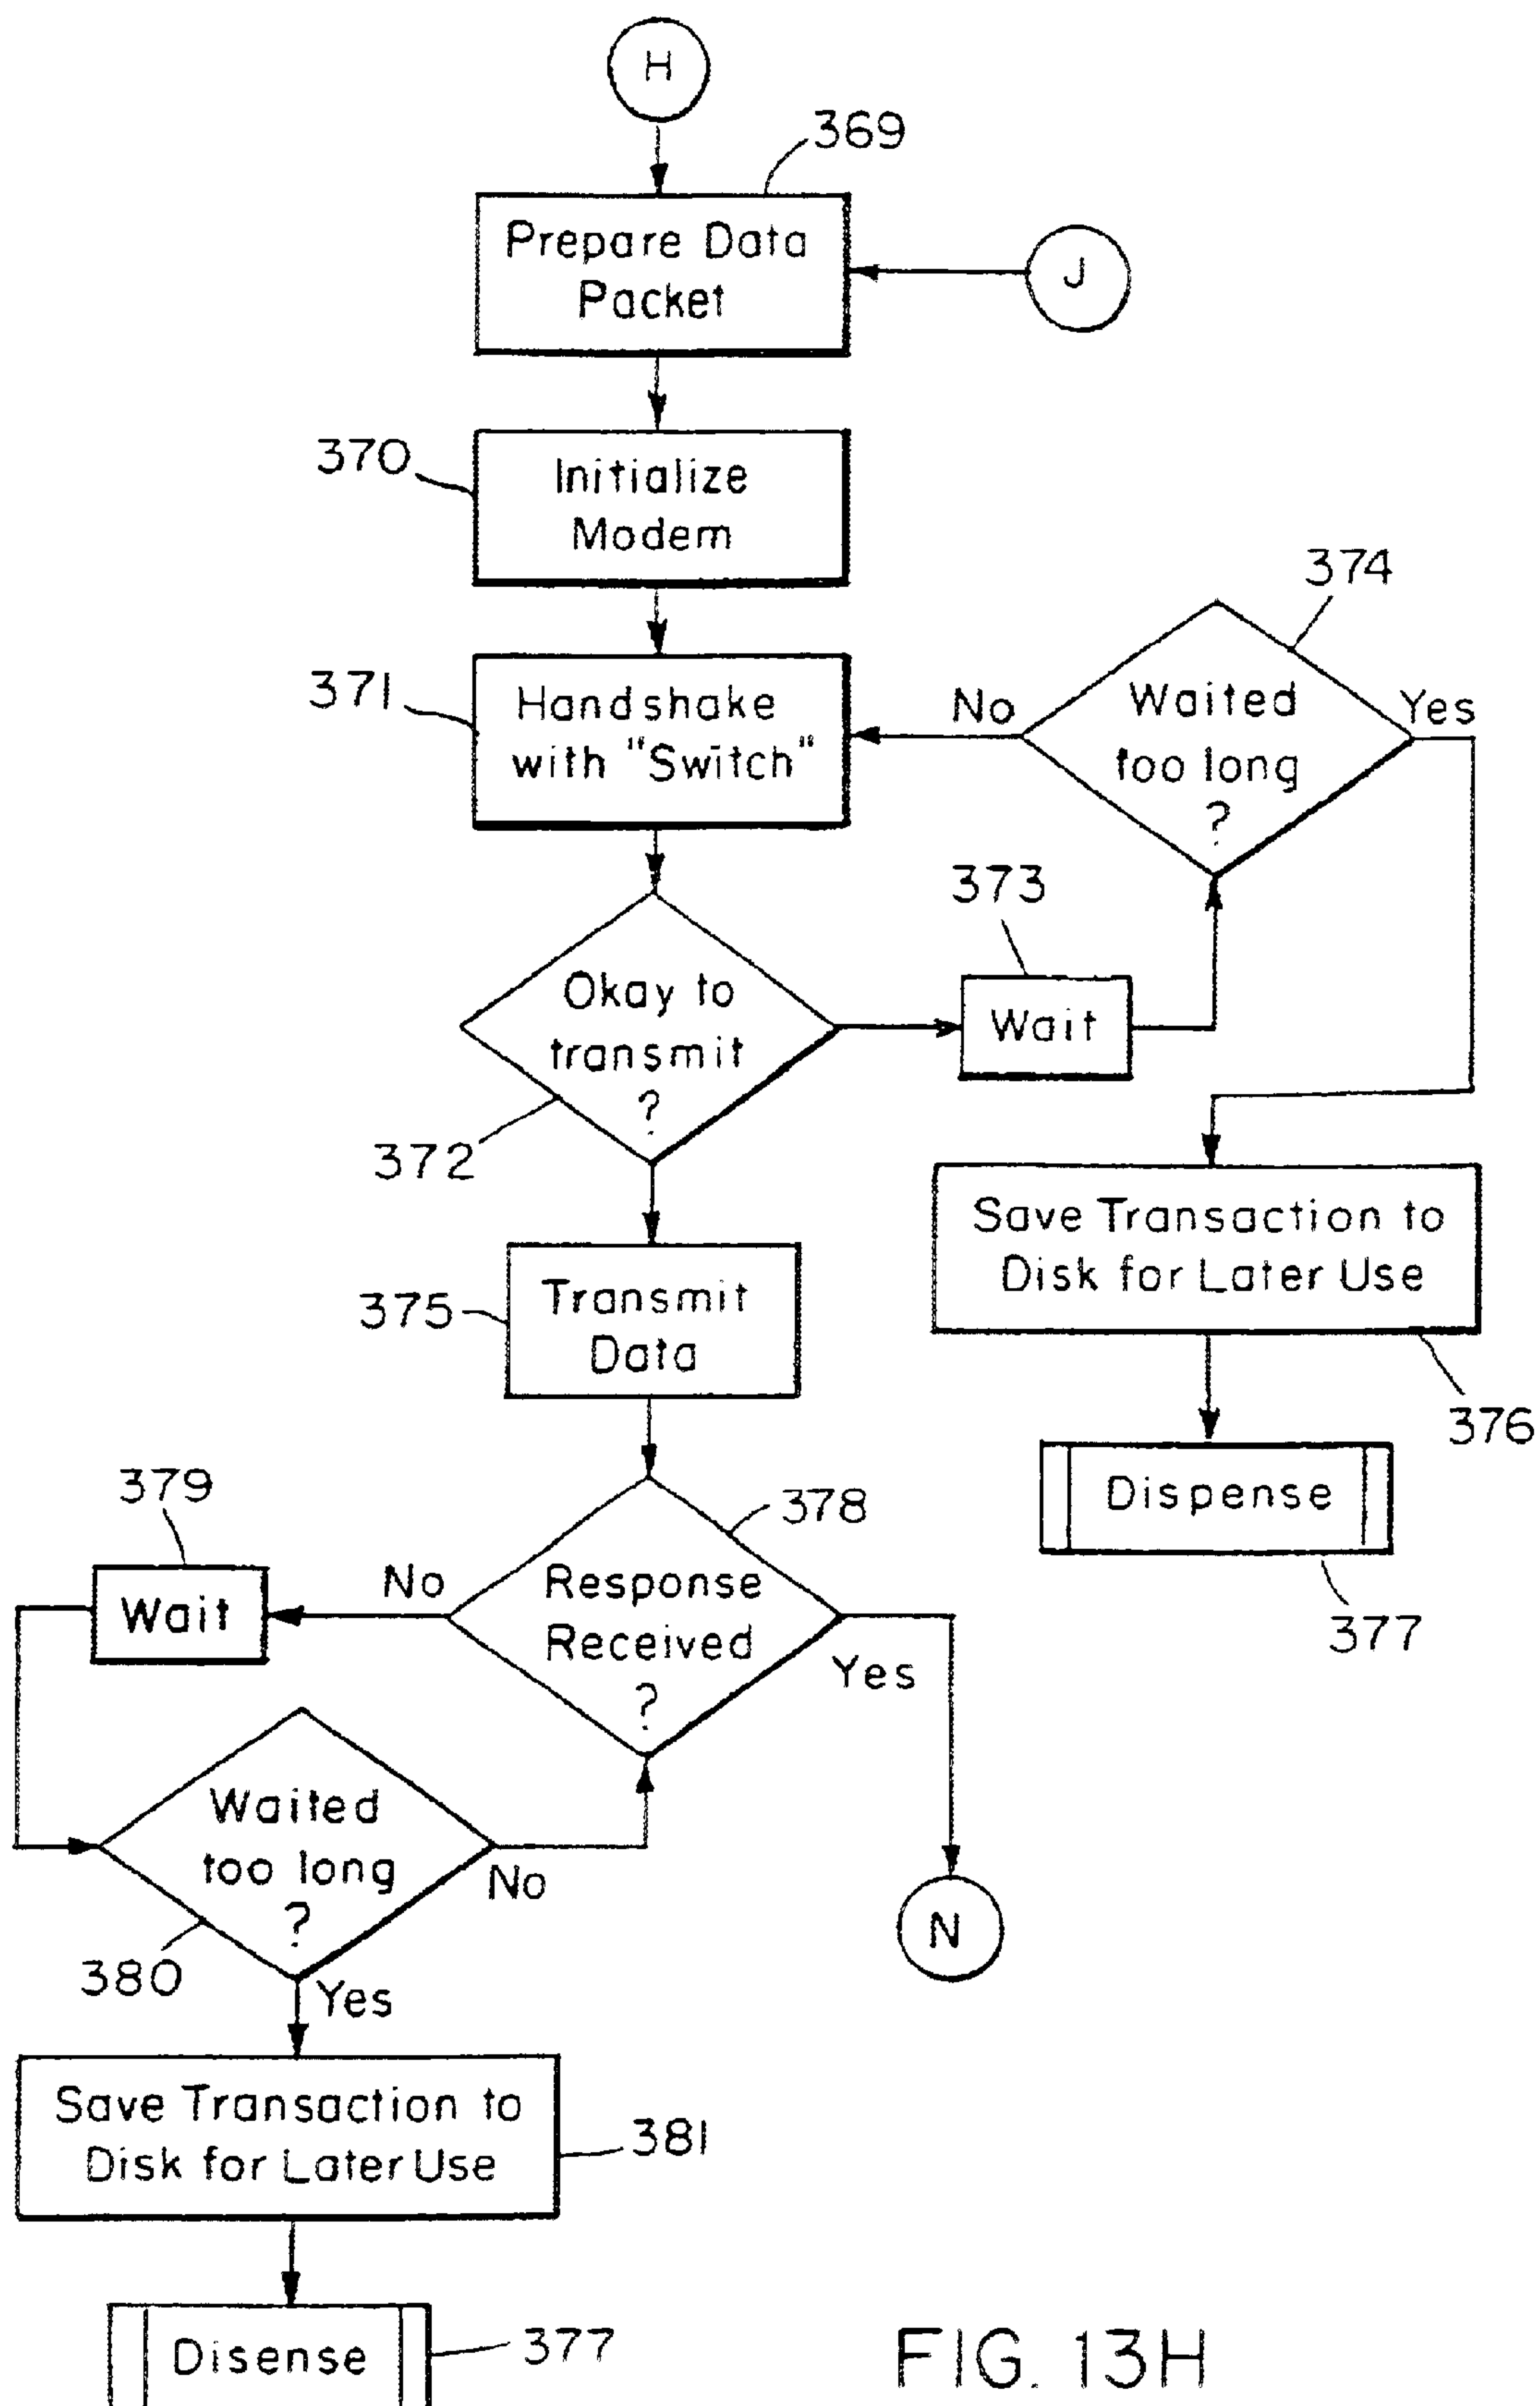 H
369
Prepare Data
Packet
J
370
Initialize
Modem
374
371
Handshake
with "Switch"
No
Waited
too long
?
Yes
373
Okay to
transmit
?
Wait
372
Save Transaction to
Disk for Later Use
375
Transmit
Data
376
Dispense
377
379
378
Wait
No
Response
Received
?
Yes
Waited
too long
?
No
N
380
Yes
Save Transaction to
Disk for Later Use
381
Disense
377
FIG. 13H